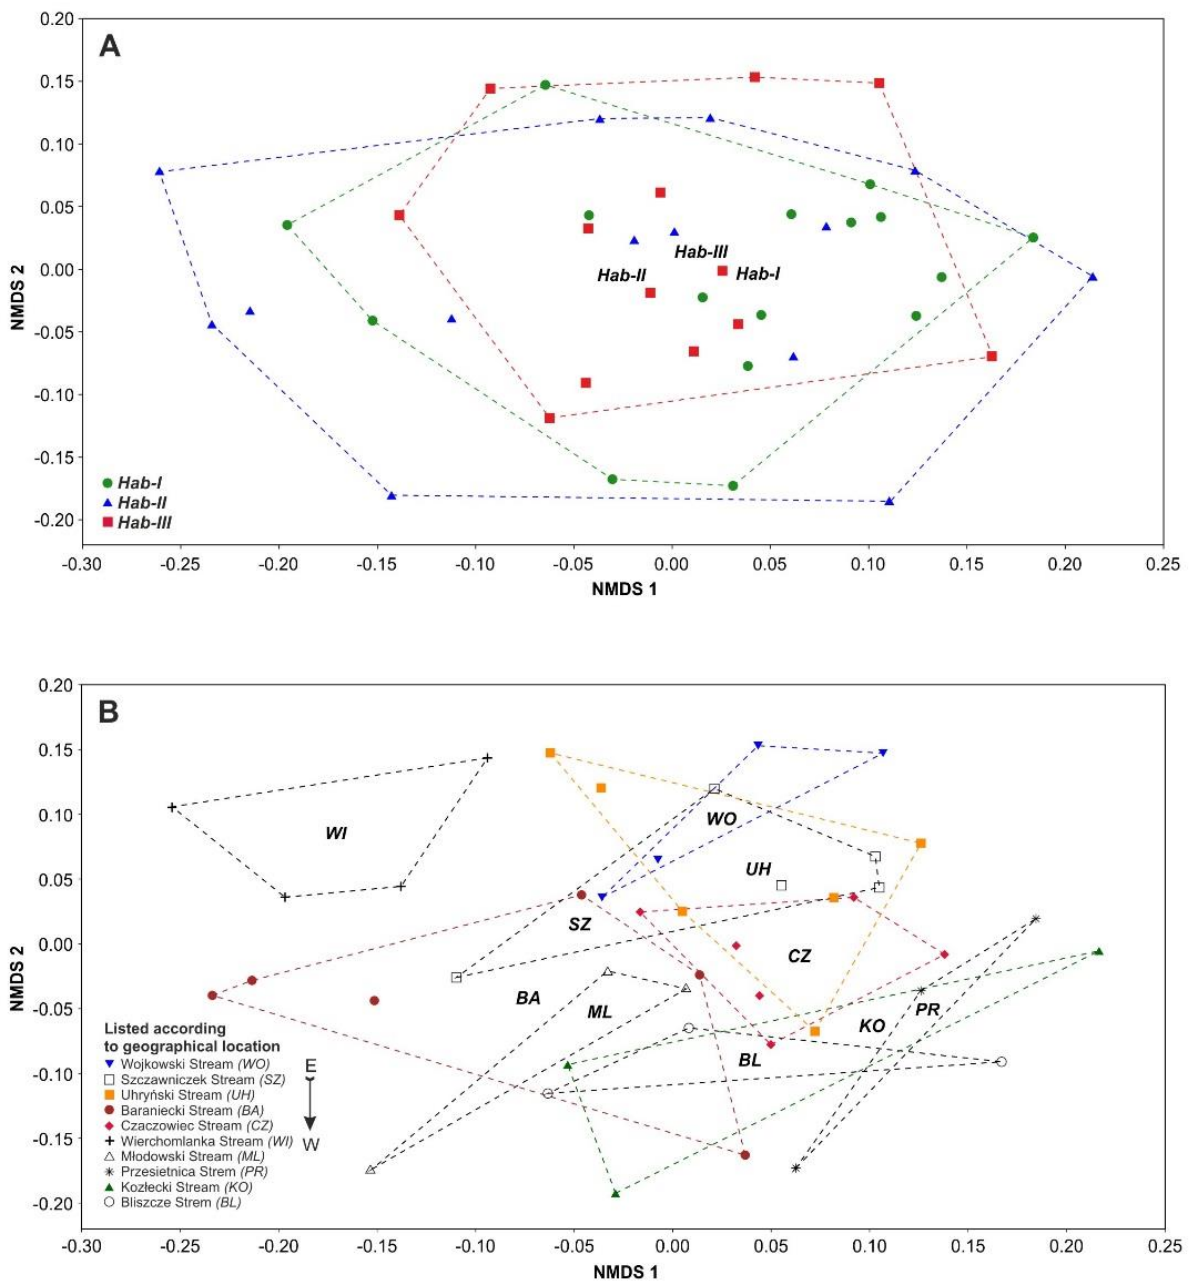 A
0.20
0.15
0.10
0.05
0.00
-0.05
-0.10
-0.15
-0.20
NMDS 2
Hab-III
Hab-II
Hab-I
Hab-I
Hab-II
Hab-III
-0.30 -0.25 -0.20 -0.15 -0.10 -0.05 0.00 0.05 0.10 0.15 0.20 0.25
NMDS 1
B
0.20
0.15
0.10
0.05
0.00
-0.05
-0.10
-0.15
-0.20
NMDS 2
WI
WO
UH
SZ
CZ
BA
ML
PR
KO
BL
Listed according
to geographical location
Wojkowski Stream (WO)
Szczawniczek Stream (SZ)
Uhryński Stream (UH)
Baraniecki Stream (BA)
Czaczowiec Stream (CZ)
Wierchomlanka Stream (WI)
Młodowski Stream (ML)
Przesietnica Strem (PR)
Kozłecki Stream (KO)
Bliszcze Strem (BL)
E
W
-0.30 -0.25 -0.20 -0.15 -0.10 -0.05 0.00 0.05 0.10 0.15 0.20 0.25
NMDS 1